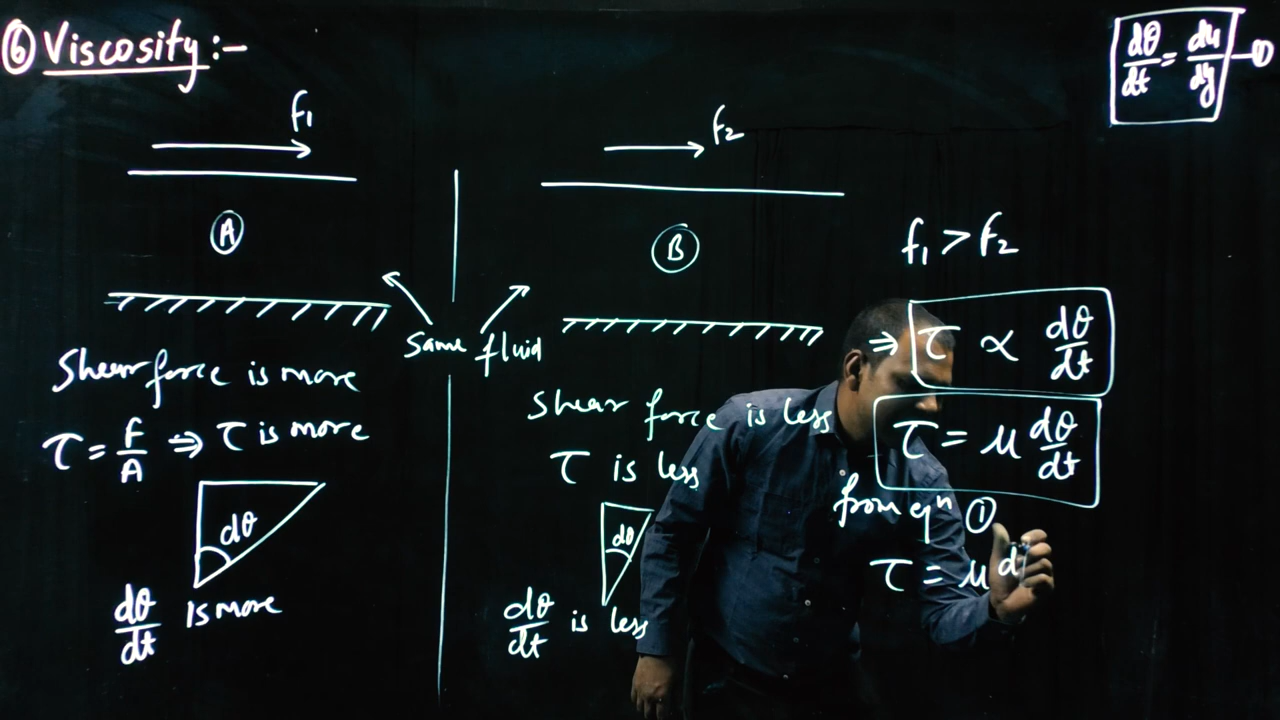 ⑥ Viscosity :-
dθ/dt = du/dy — ①
F₁
F₂
Ⓐ
Ⓑ
F₁ > F₂
Same fluid
⇒ τ ∝ dθ/dt
Shear force is more
τ = F/A ⇒ τ is more
dθ
dθ/dt is more
Shear force is less
τ is less
dθ
dθ/dt is less
τ = μ dθ/dt
from eqⁿ ①
τ = μ d